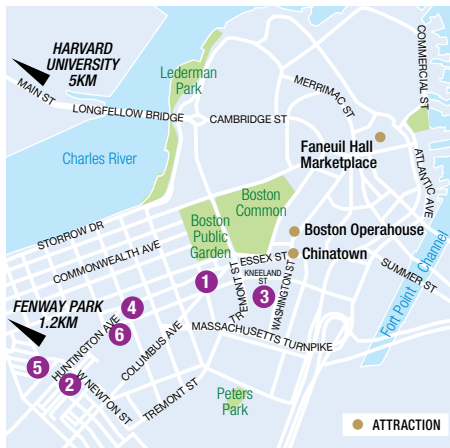 HARVARD
UNIVERSITY
5KM
MAIN ST
LONGFELLOW BRIDGE
Lederman
Park
CAMBRIDGE ST
MERRIMAC ST
COMMERCIAL ST
Faneuil Hall
Marketplace
ATLANTIC AVE
Charles River
Boston
Common
STORROW DR
COMMONWEALTH AVE
Boston
Public
Garden
Boston Operahouse
ESSEX ST
Chinatown
KNEELAND
ST
TREMONT ST
WASHINGTON ST
SUMMER ST
Fort Point Channel
1
3
FENWAY PARK
1.2KM
4
6
HUNTINGTON AVE
COLUMBUS AVE
MASSACHUSETTS TURNPIKE
5
2
W NEWTON ST
TREMONT ST
Peters
Park
ATTRACTION